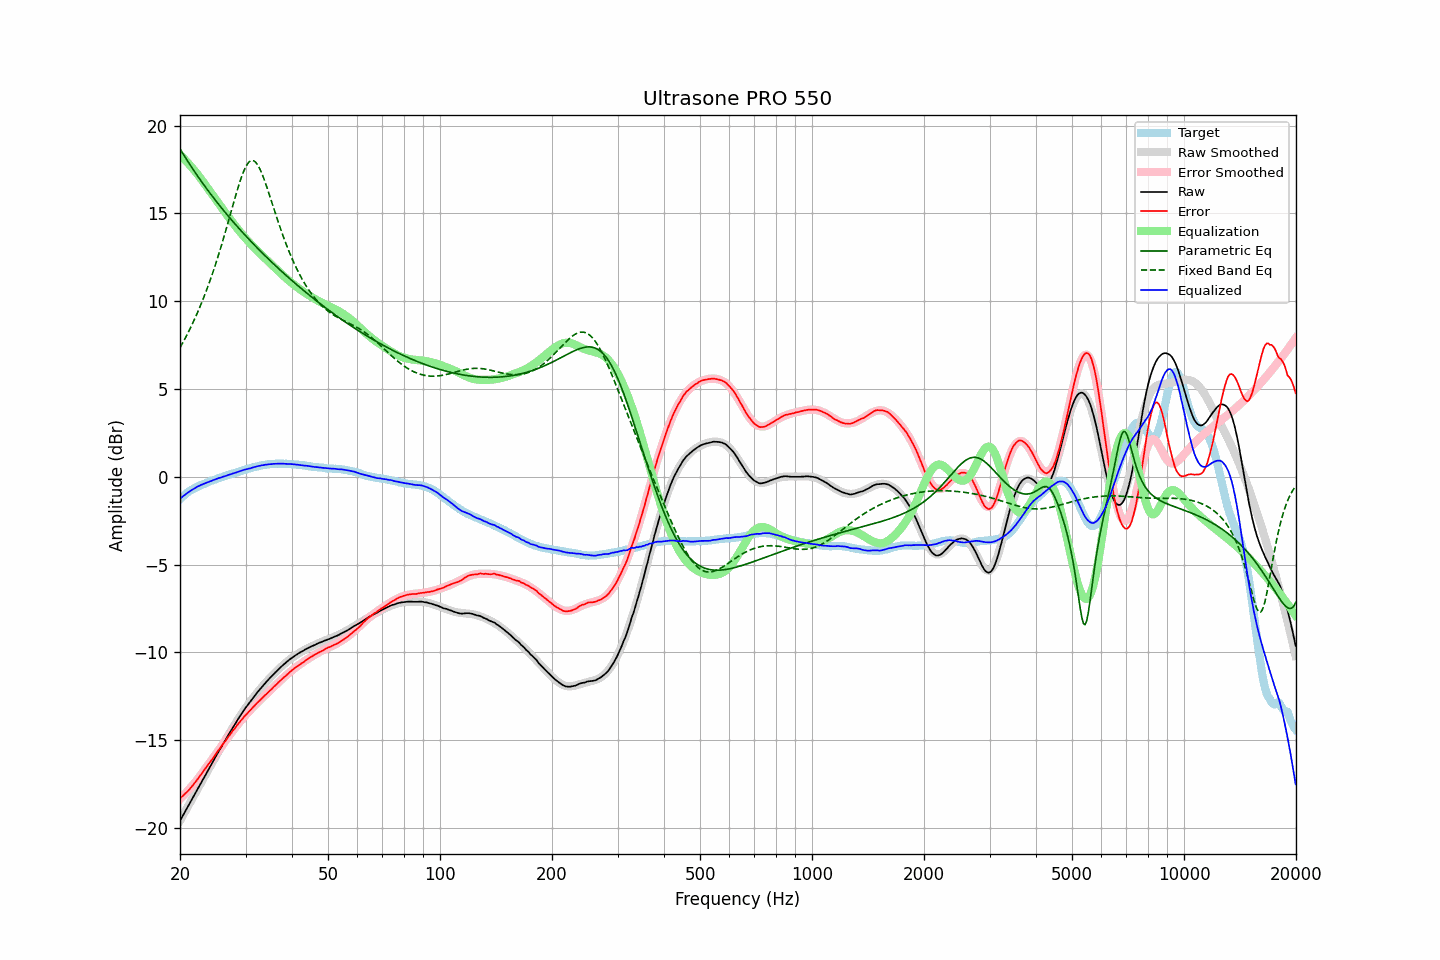 Ultrasone PRO 550
20
15
10
5
0
−5
−10
−15
−20
Amplitude (dBr)
20
50
100
200
500
1000
2000
5000
10000
20000
Frequency (Hz)
Target
Raw Smoothed
Error Smoothed
Raw
Error
Equalization
Parametric Eq
Fixed Band Eq
Equalized